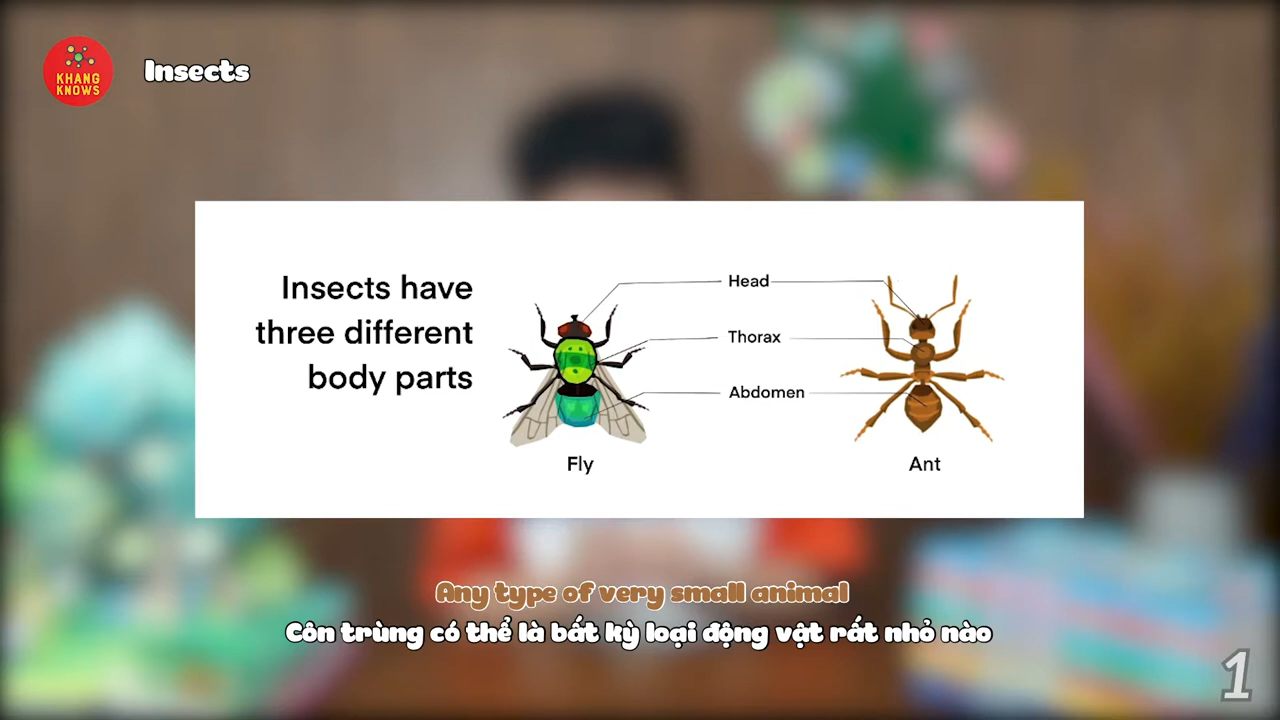 KHANG
KNOWS
Insects
Insects have
three different
body parts
Head
Thorax
Abdomen
Fly
Ant
Any type of very small animal
Côn trùng có thể là bất kỳ loại động vật rất nhỏ nào
1